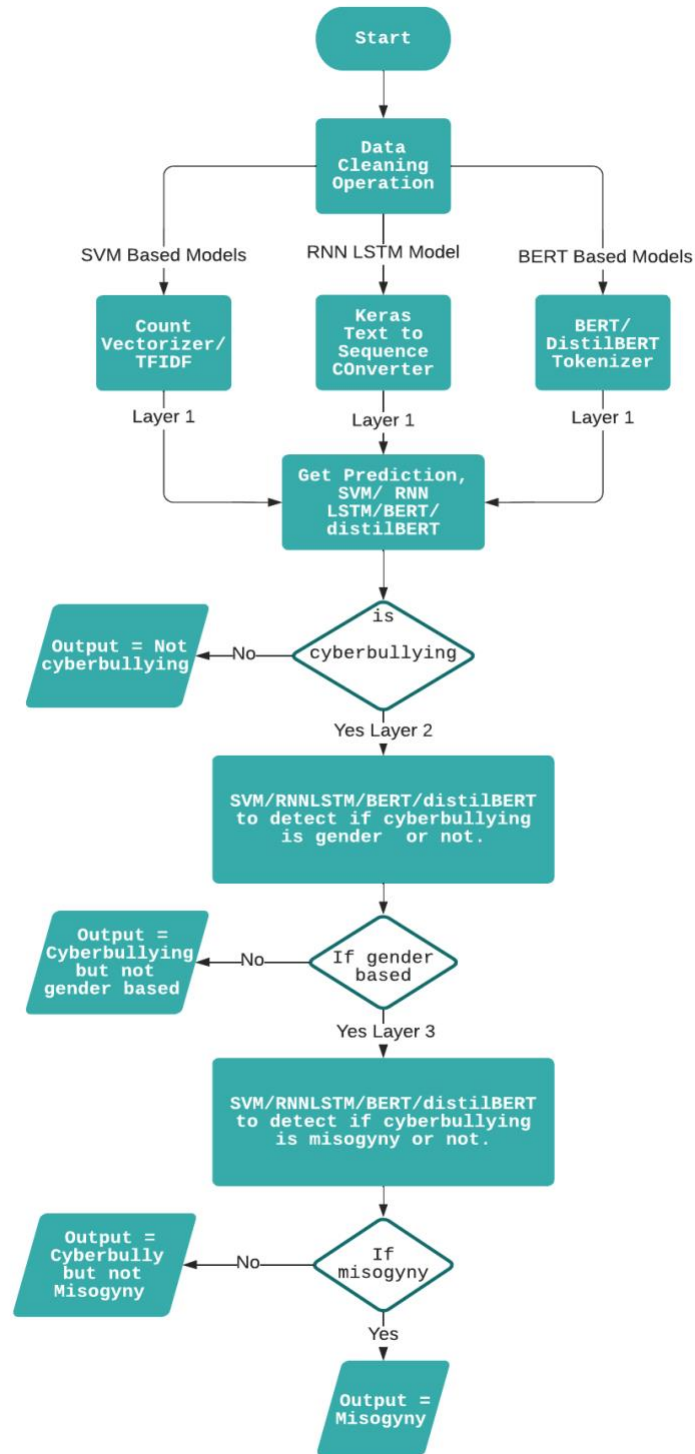 Start
Data
Cleaning
Operation
SVM Based Models
RNN LSTM Model
BERT Based Models
Count
Vectorizer/
TFIDF
Keras
Text to
Sequence
COnverter
BERT/
DistilBERT
Tokenizer
Layer 1
Layer 1
Layer 1
Get Prediction,
SVM/ RNN
LSTM/BERT/
distilBERT
is
cyberbullying
No
Output = Not
cyberbullying
Yes Layer 2
SVM/RNNLSTM/BERT/distilBERT
to detect if cyberbullying
is gender or not.
If gender
based
No
Output =
Cyberbullying
but not
gender based
Yes Layer 3
SVM/RNNLSTM/BERT/distilBERT
to detect if cyberbullying
is misogyny or not.
If
misogyny
No
Output =
Cyberbully
but not
Misogyny
Yes
Output =
Misogyny